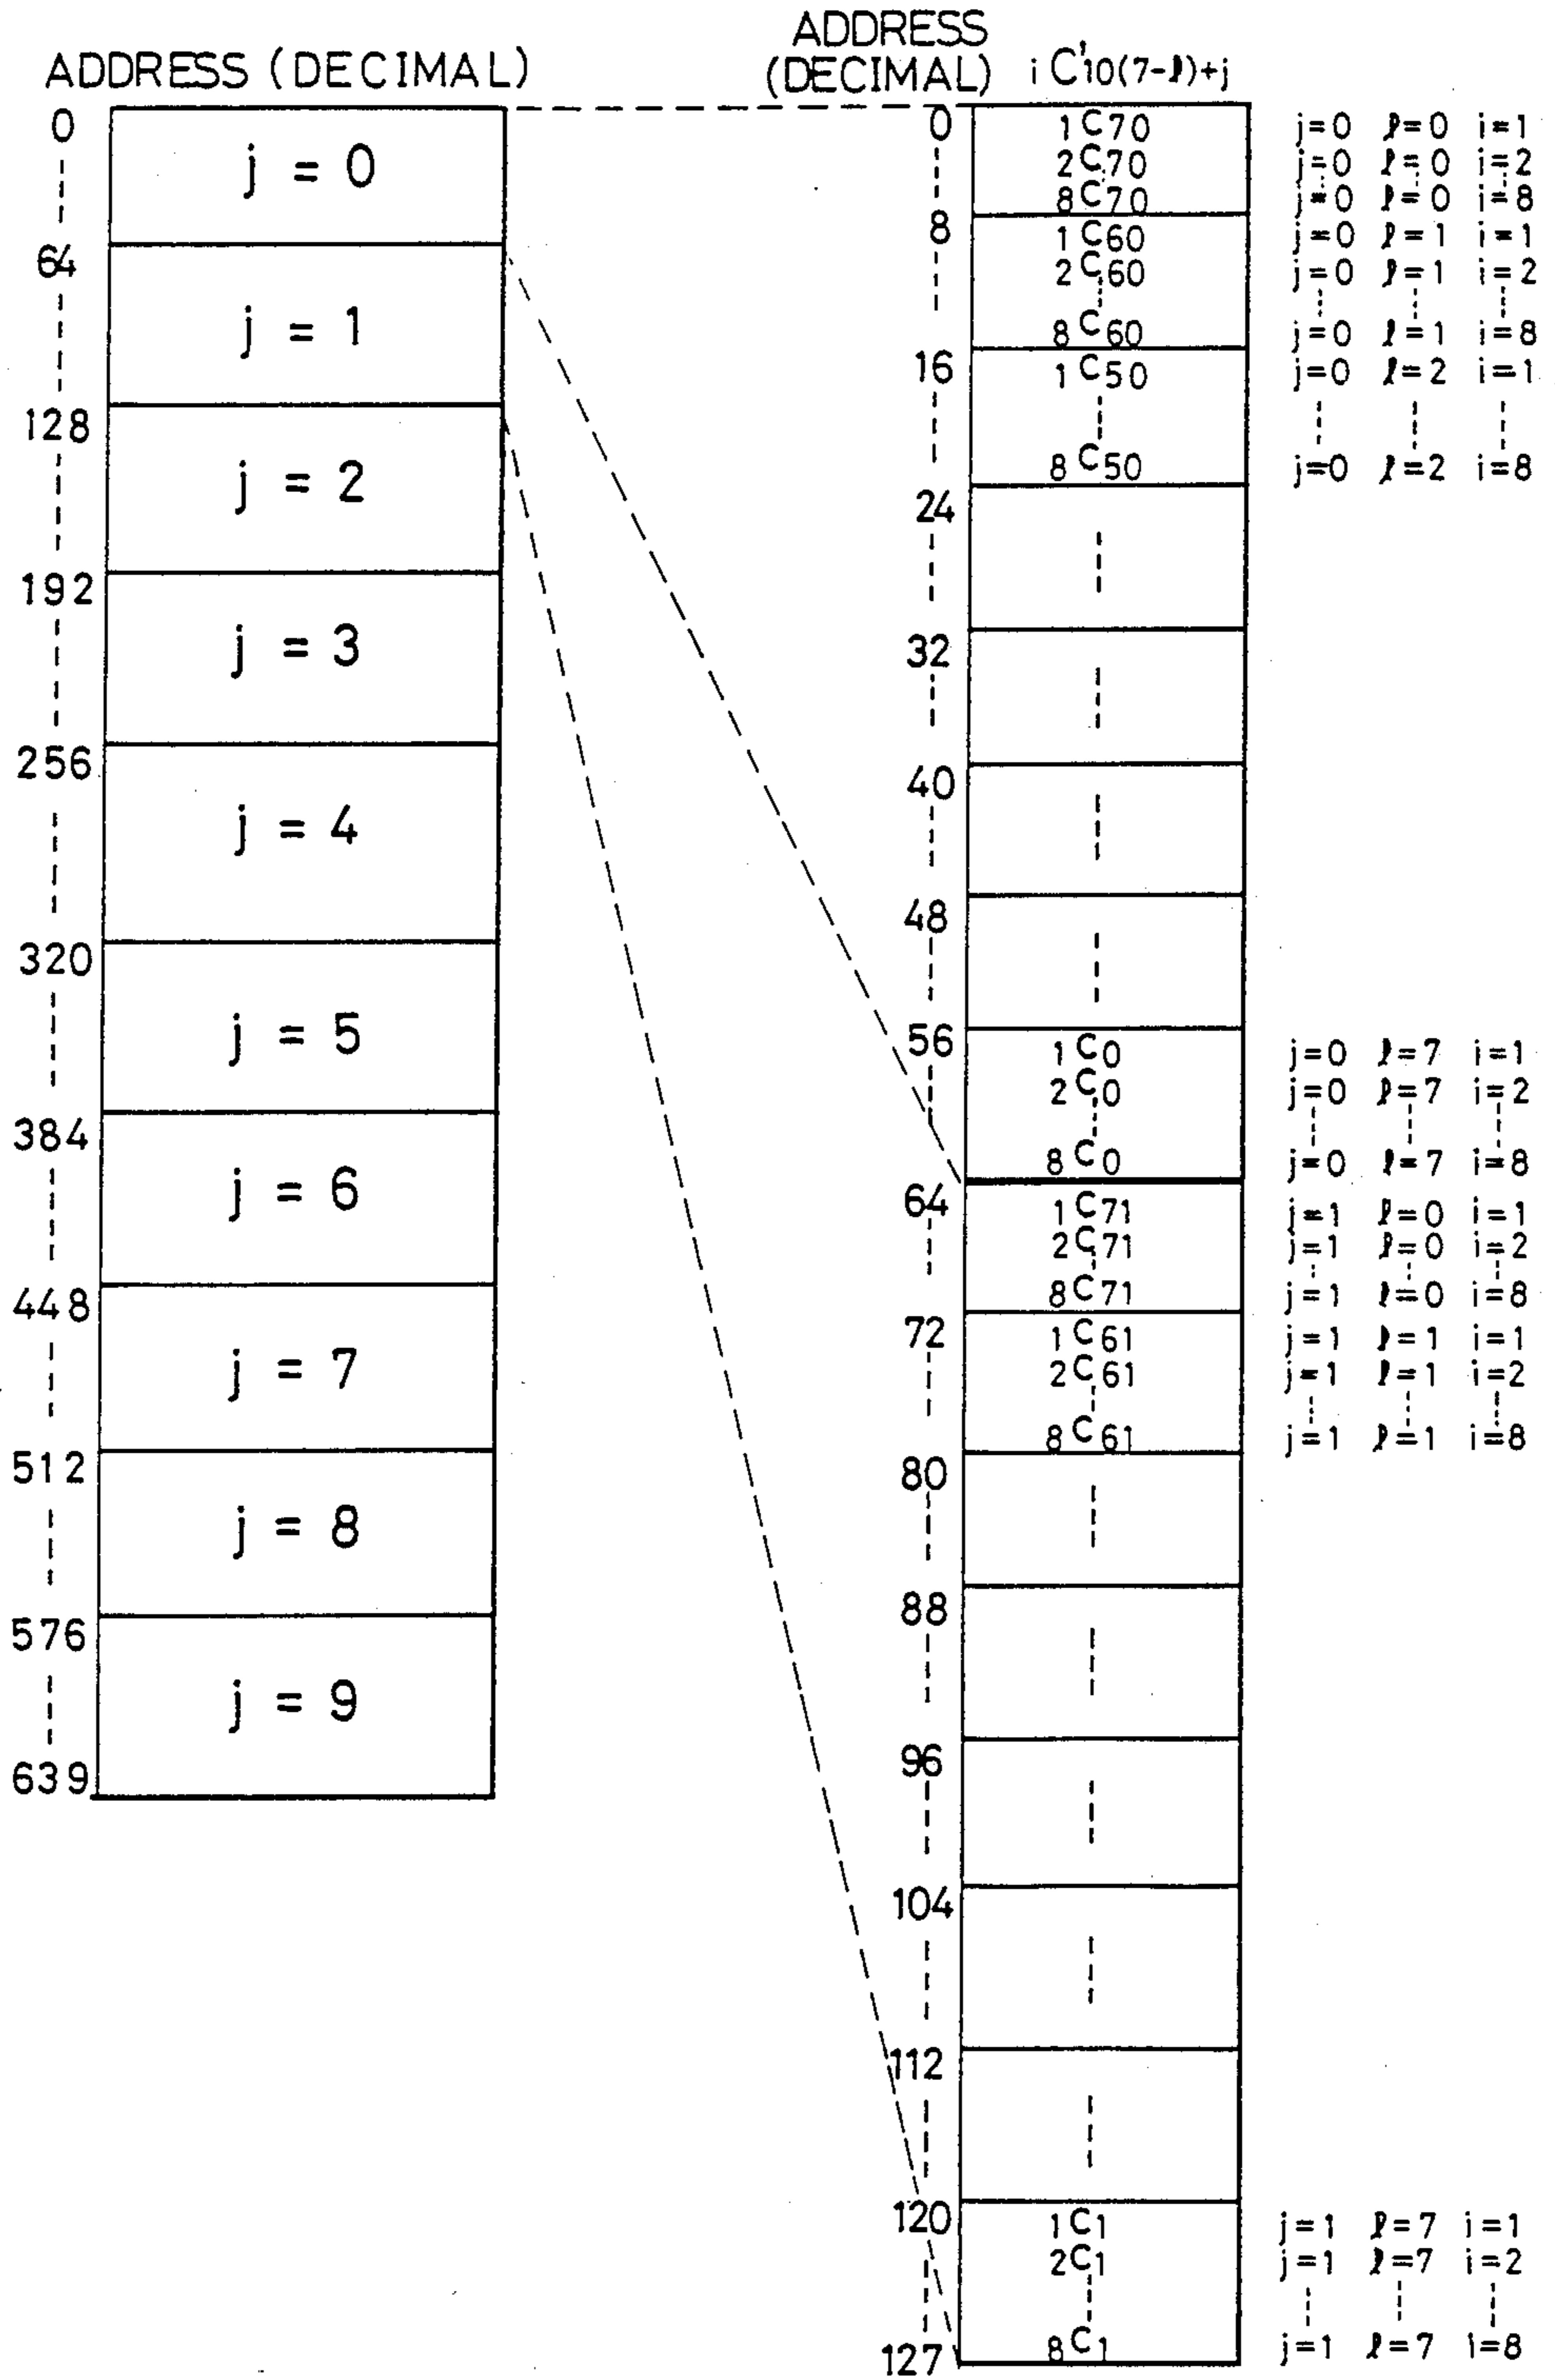 ADDRESS (DECIMAL)
0
j = 0
64
j = 1
128
j = 2
192
j = 3
256
j = 4
320
j = 5
384
j = 6
448
j = 7
512
j = 8
576
j = 9
639
ADDRESS
(DECIMAL) iC'10(7-ℓ)+j
0 1C70 j=0 ℓ=0 i=1
2C70 j=0 ℓ=0 i=2
8C70 j=0 ℓ=0 i=8
8 1C60 j=0 ℓ=1 i=1
2C60 j=0 ℓ=1 i=2
8C60 j=0 ℓ=1 i=8
16 1C50 j=0 ℓ=2 i=1
8C50 j=0 ℓ=2 i=8
24
32
40
48
56 1C0 j=0 ℓ=7 i=1
2C0 j=0 ℓ=7 i=2
8C0 j=0 ℓ=7 i=8
64 1C71 j=1 ℓ=0 i=1
2C71 j=1 ℓ=0 i=2
8C71 j=1 ℓ=0 i=8
72 1C61 j=1 ℓ=1 i=1
2C61 j=1 ℓ=1 i=2
8C61 j=1 ℓ=1 i=8
80
88
96
104
112
120 1C1 j=1 ℓ=7 i=1
2C1 j=1 ℓ=7 i=2
127 8C1 j=1 ℓ=7 i=8